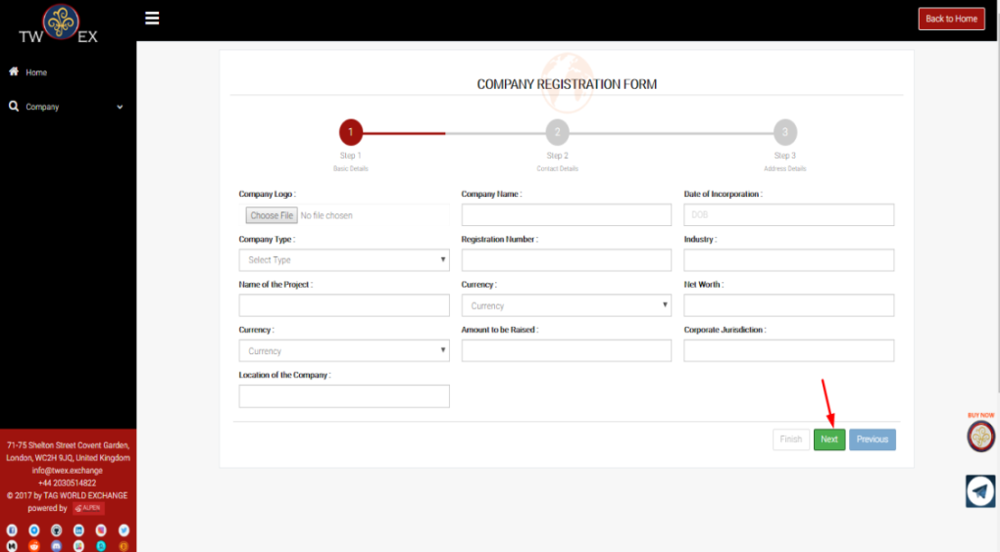 TW EX
Back to Home
Home
Company
COMPANY REGISTRATION FORM
1
2
3
Step 1
Step 2
Step 3
Basic Details
Contact Details
Address Details
Company Logo :
Company Name :
Date of Incorporation :
Choose File No file chosen
DOB
Company Type :
Registration Number :
Industry :
Select Type
Name of the Project :
Currency :
Net Worth :
Currency
Currency :
Amount to be Raised :
Corporate Jurisdiction :
Currency
Location of the Company :
Finish
Next
Previous
BUY NOW
71-75 Shelton Street Covent Garden,
London, WC2H 9JQ, United Kingdom
info@twex.exchange
+44 2030514822
© 2017 by TAG WORLD EXCHANGE
powered by